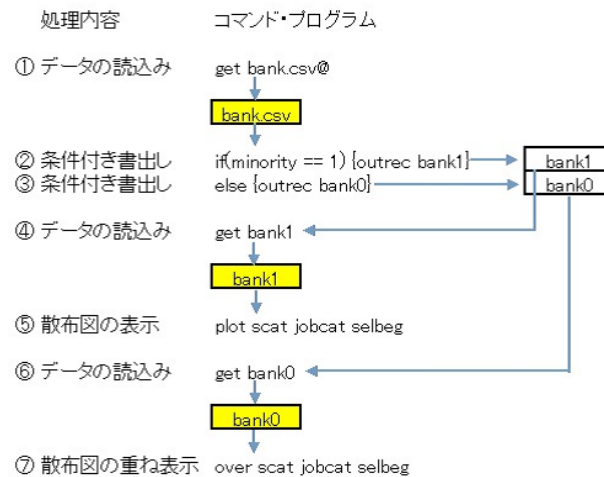 処理内容 コマンド・プログラム
① データの読込み get bank.csv@
bank.csv
② 条件付き書出し if(minority == 1) {outrec bank1} bank1
③ 条件付き書出し else {outrec bank0} bank0
④ データの読込み get bank1
bank1
⑤ 散布図の表示 plot scat jobcat selbeg
⑥ データの読込み get bank0
bank0
⑦ 散布図の重ね表示 over scat jobcat selbeg